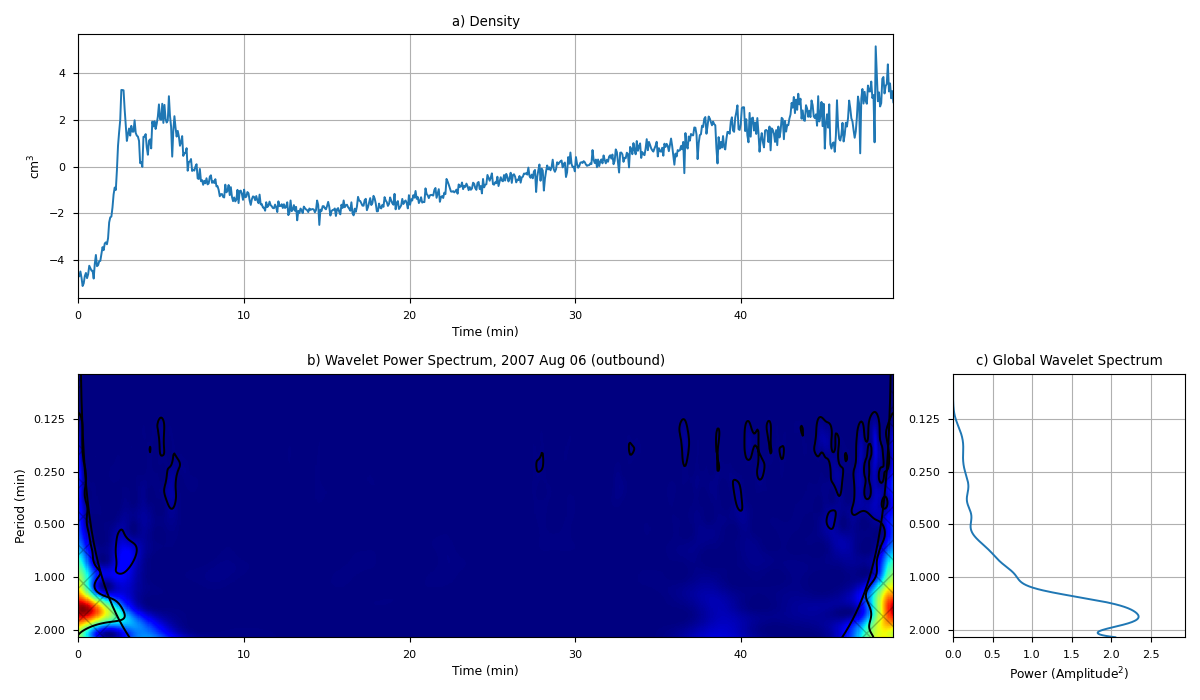 a) Density
4
2
0
−2
−4
cm³
0 10 20 30 40
Time (min)
b) Wavelet Power Spectrum, 2007 Aug 06 (outbound)
0.125
0.250
0.500
1.000
2.000
Period (min)
0 10 20 30 40
Time (min)
c) Global Wavelet Spectrum
0.125
0.250
0.500
1.000
2.000
0.0 0.5 1.0 1.5 2.0 2.5
Power (Amplitude²)